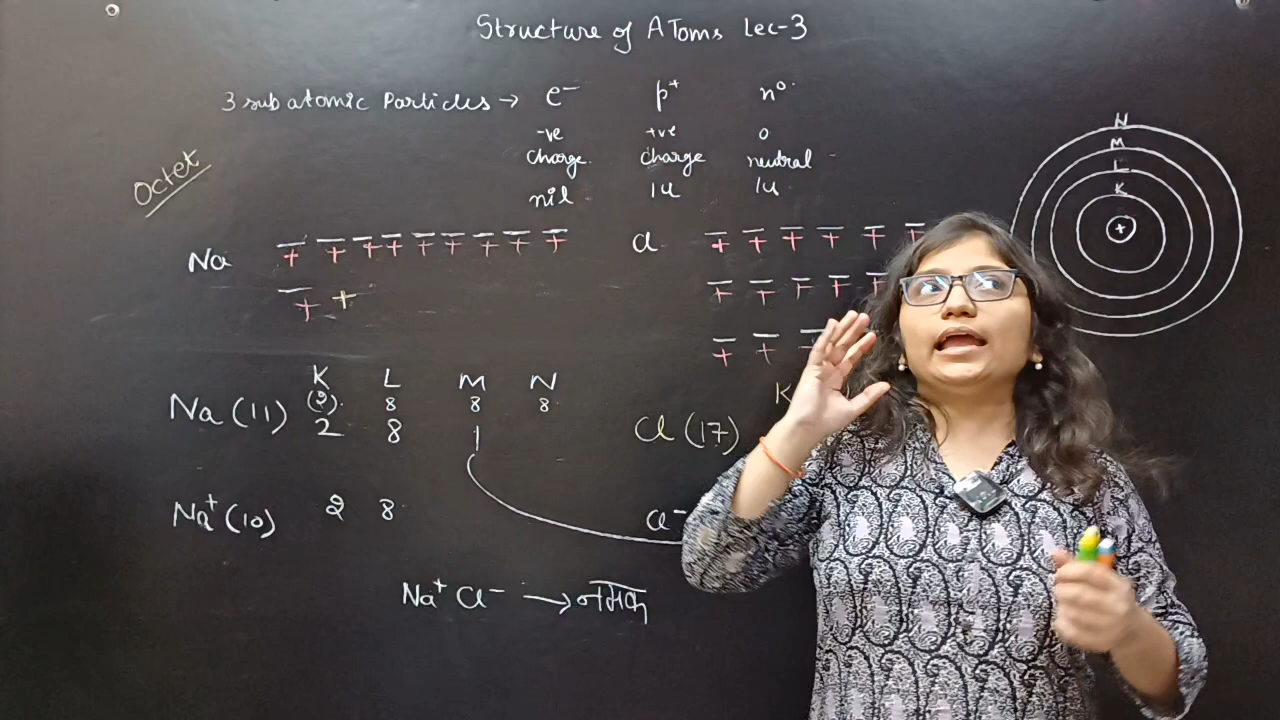 Structure of Atoms Lec-3
3 subatomic Particles → e⁻ p⁺ n⁰
-ve +ve 0
charge. charge neutral
nil 1u 1u
Octet
N
M
L
K
+
Na
Cl
K L M N
(2) 8 8 8
Na (11) 2 8 1
K
Cl (17)
Na⁺ (10) 2 8
Cl⁻
Na⁺ Cl⁻ → नमक